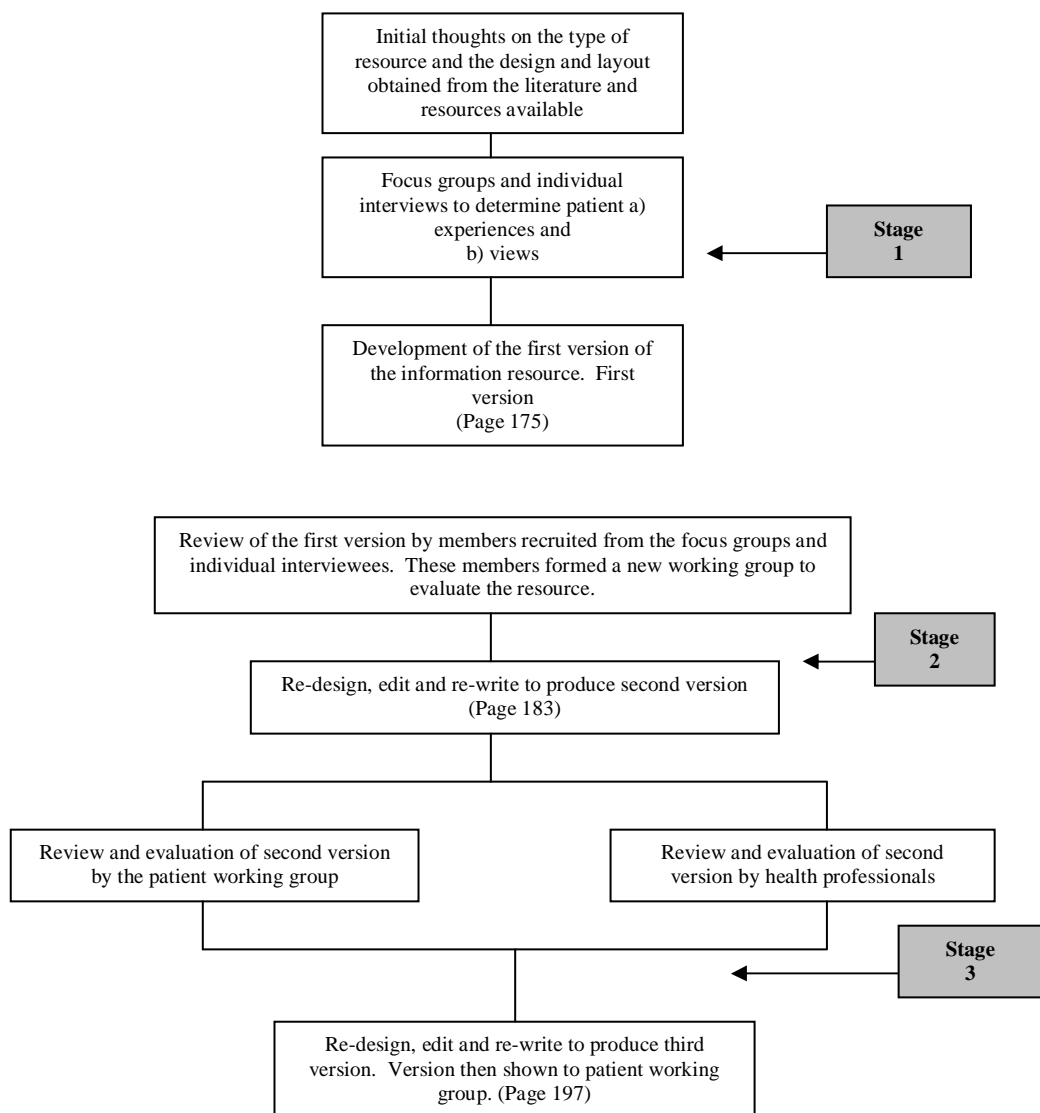 Initial thoughts on the type of
resource and the design and layout
obtained from the literature and
resources available
Focus groups and individual
interviews to determine patient a)
experiences and
b) views
Stage
1
Development of the first version of
the information resource.  First
version
(Page 175)
Review of the first version by members recruited from the focus groups and
individual interviewees.  These members formed a new working group to
evaluate the resource.
Stage
2
Re-design, edit and re-write to produce second version
(Page 183)
Review and evaluation of second version
by the patient working group
Review and evaluation of second
version by health professionals
Stage
3
Re-design, edit and re-write to produce third
version.  Version then shown to patient working
group. (Page 197)